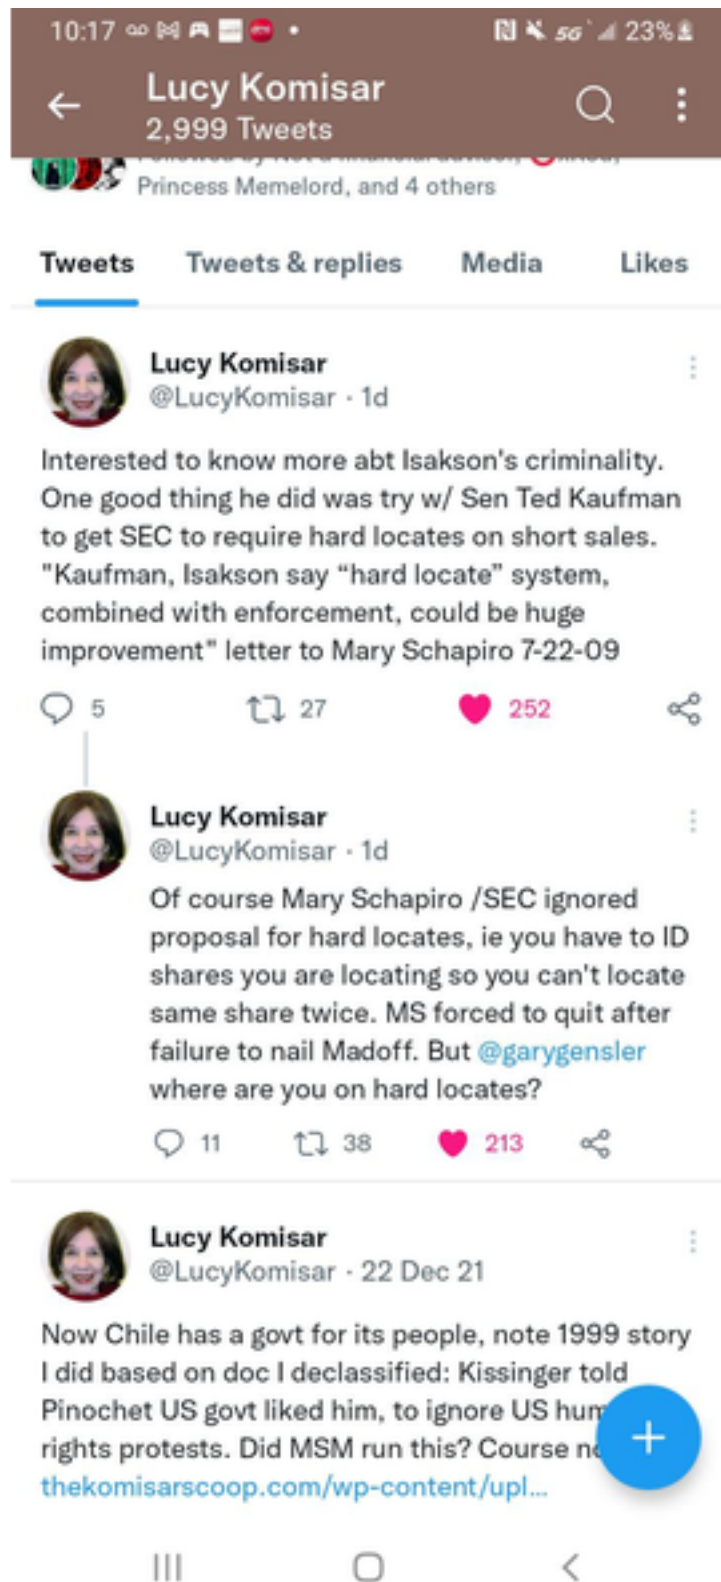 10:17
5G 23%
Lucy Komisar
2,999 Tweets
Princess Memelord, and 4 others
Tweets Tweets & replies Media Likes
Lucy Komisar
@LucyKomisar · 1d
Interested to know more abt Isakson's criminality.
One good thing he did was try w/ Sen Ted Kaufman
to get SEC to require hard locates on short sales.
"Kaufman, Isakson say “hard locate” system,
combined with enforcement, could be huge
improvement" letter to Mary Schapiro 7-22-09
5 27 252
Lucy Komisar
@LucyKomisar · 1d
Of course Mary Schapiro /SEC ignored
proposal for hard locates, ie you have to ID
shares you are locating so you can't locate
same share twice. MS forced to quit after
failure to nail Madoff. But @garygensler
where are you on hard locates?
11 38 213
Lucy Komisar
@LucyKomisar · 22 Dec 21
Now Chile has a govt for its people, note 1999 story
I did based on doc I declassified: Kissinger told
Pinochet US govt liked him, to ignore US hum
rights protests. Did MSM run this? Course n
thekomisarscoop.com/wp-content/upl...